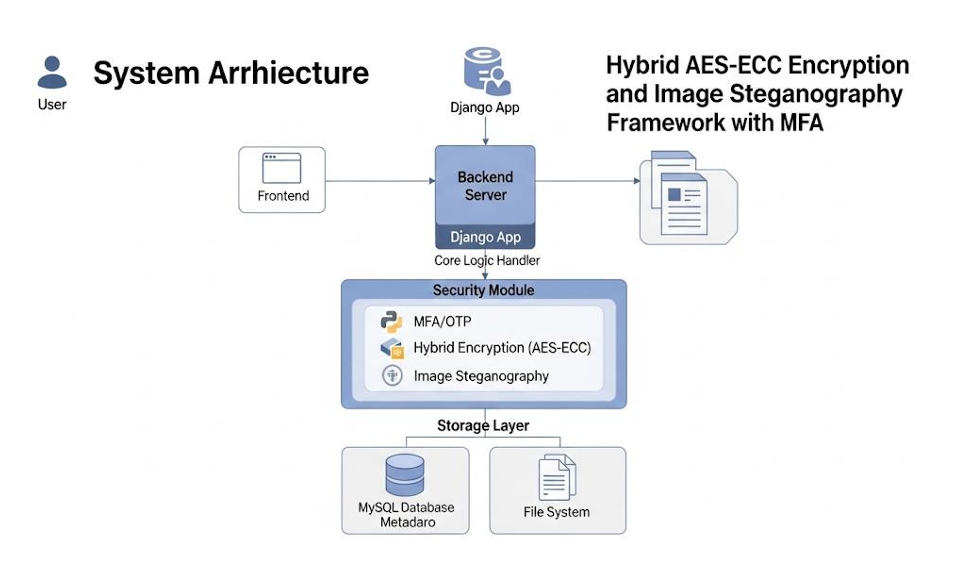 System Arrhiecture
User
Django App
Hybrid AES-ECC Encryption
and Image Steganography
Framework with MFA
Frontend
Backend
Server
Django App
Core Logic Handler
Security Module
MFA/OTP
Hybrid Encryption (AES-ECC)
Image Steganography
Storage Layer
MySQL Database
Metadaro
File System